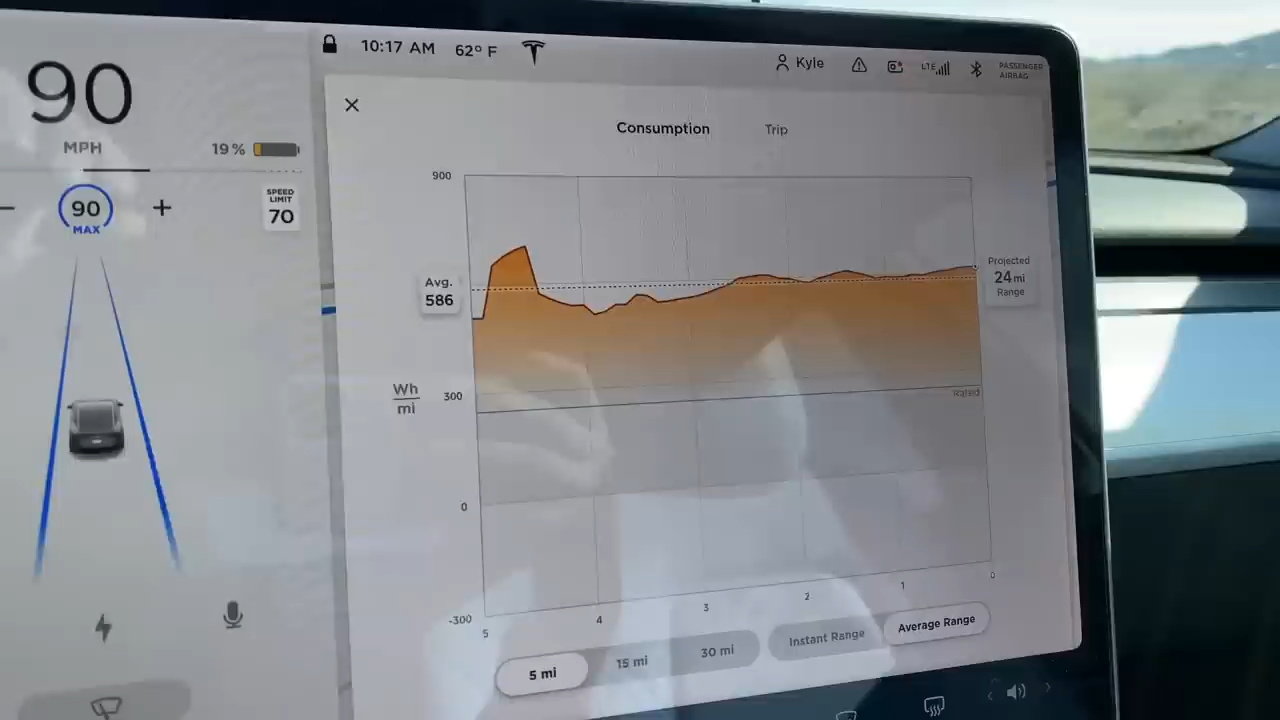 10:17 AM 62° F
Kyle LTE PASSENGER AIRBAG
90
MPH
19 %
90
MAX
SPEED LIMIT 70
Consumption Trip
900
Avg.
586
Projected
24 mi
Range
Wh
mi
300
Rated
0
-300
5 4 3 2 1 0
5 mi 15 mi 30 mi Instant Range Average Range